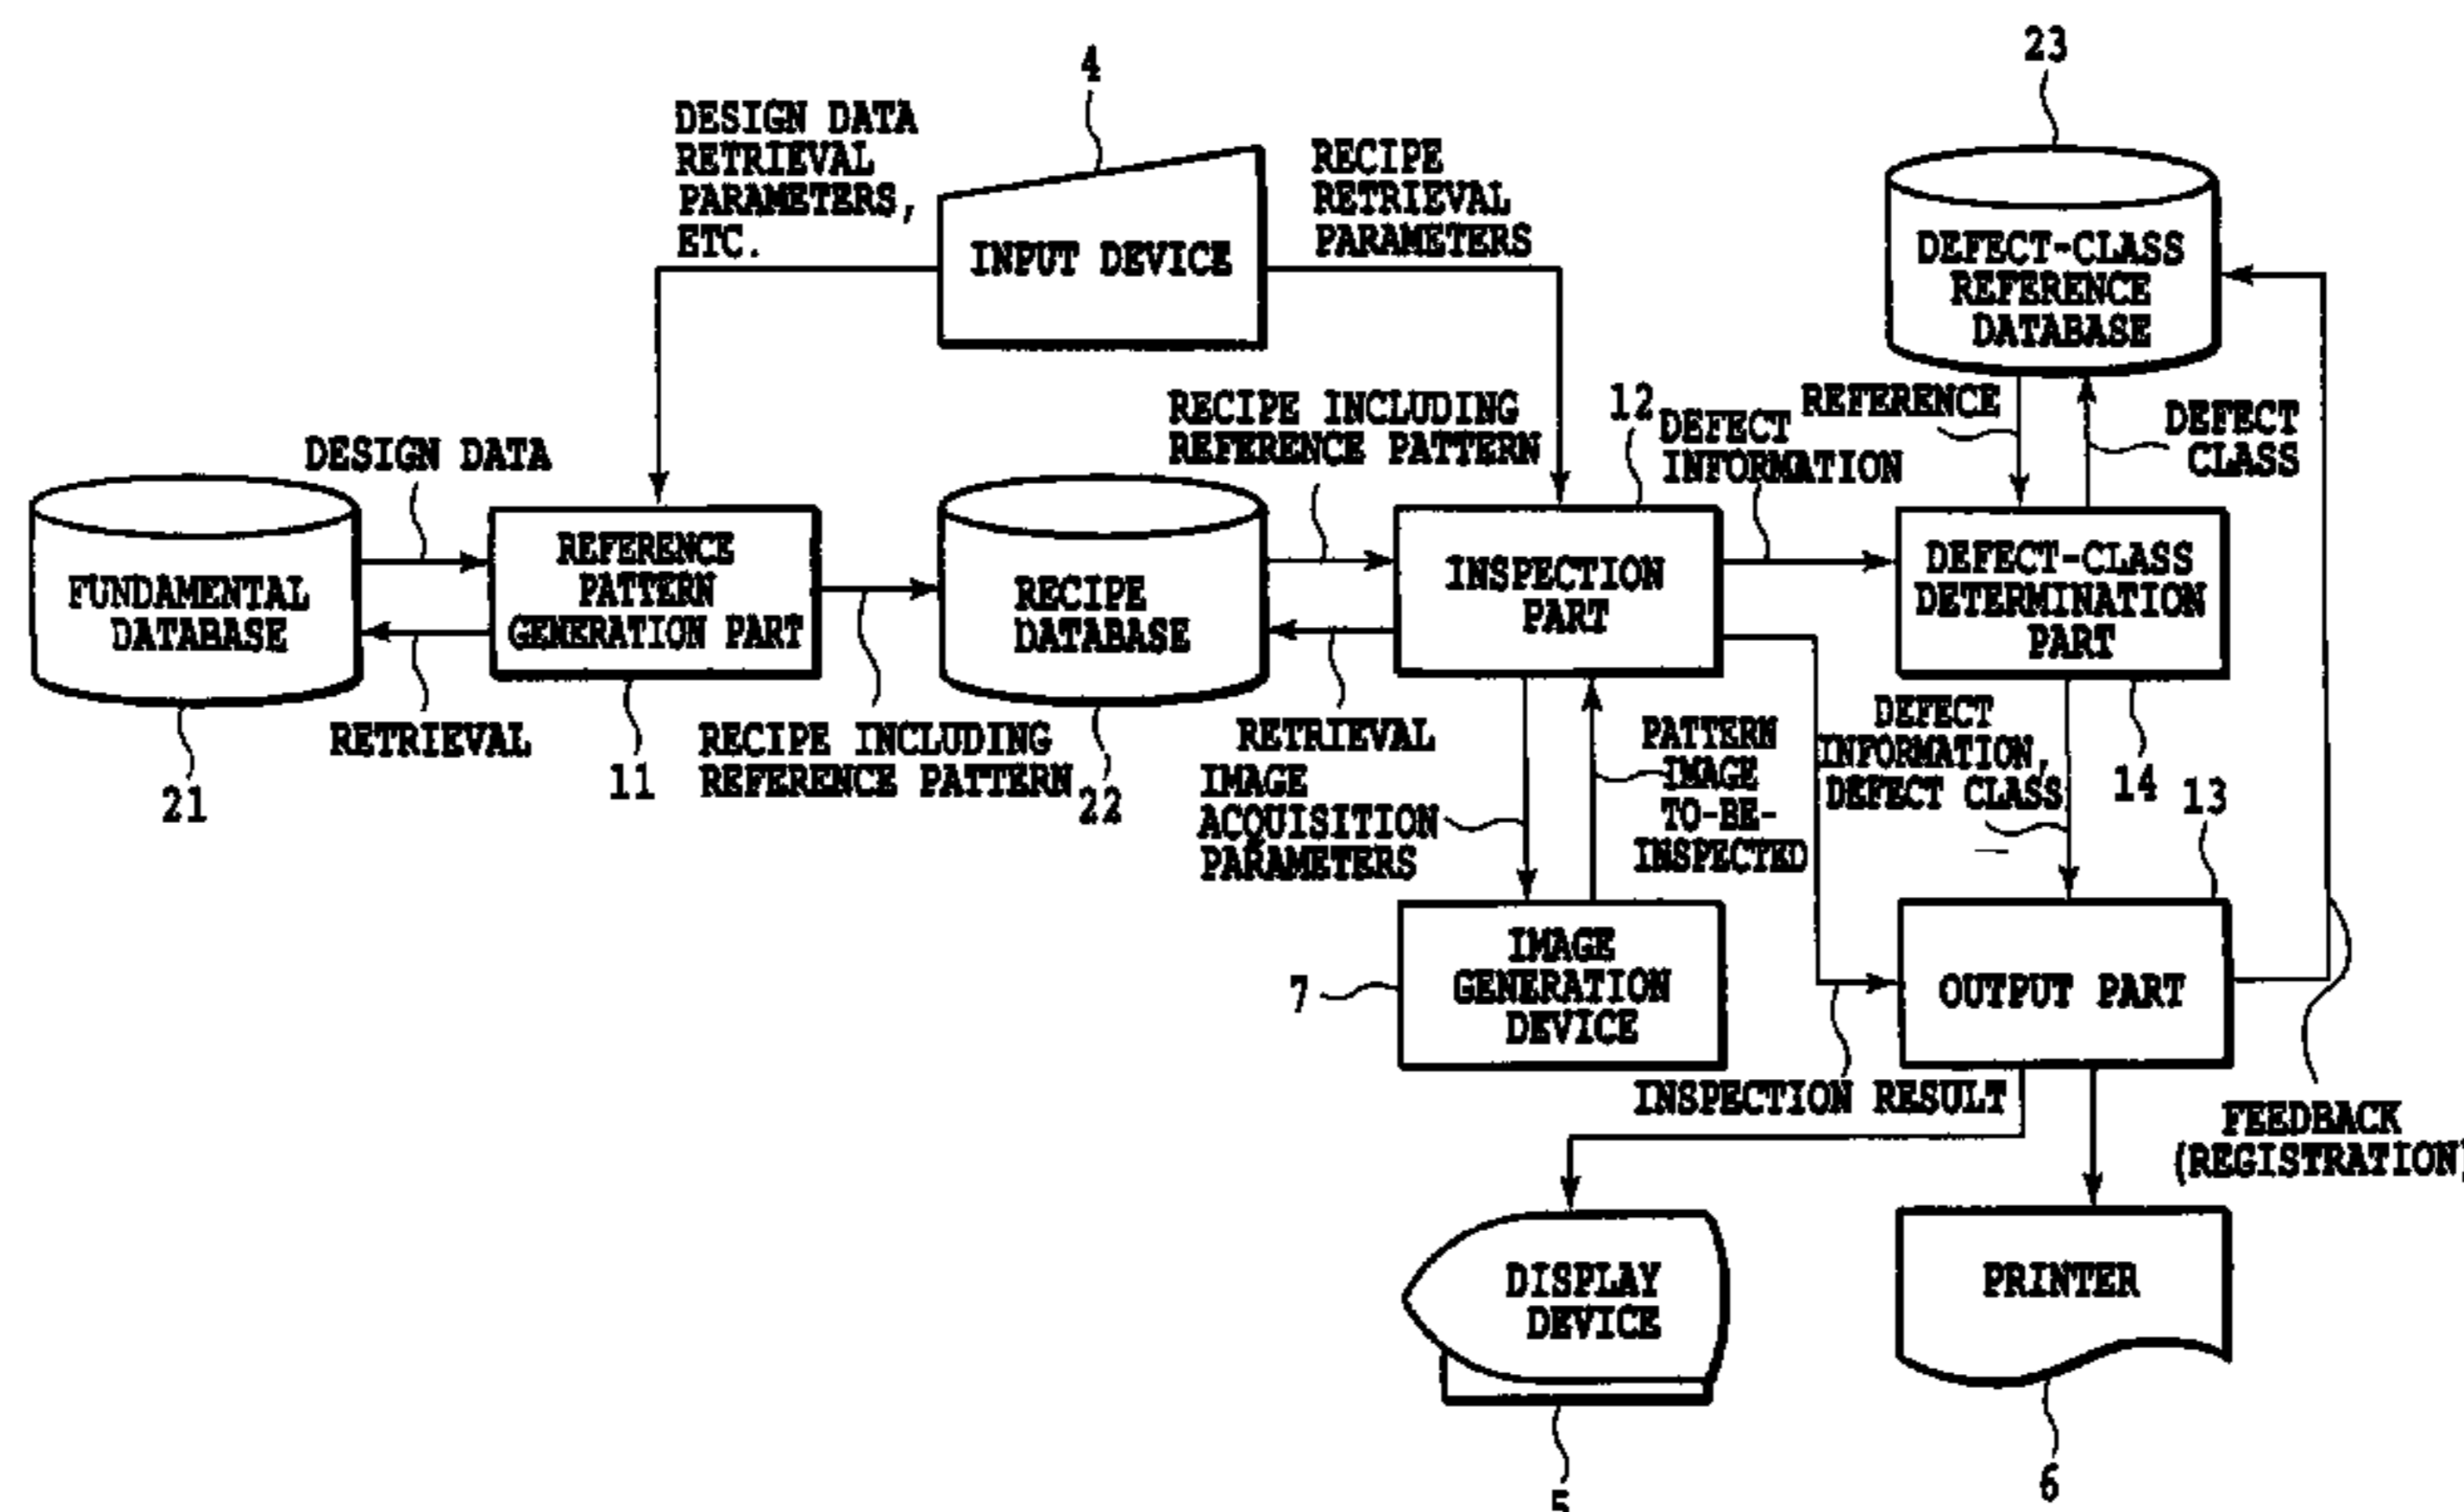 4
23
DESIGN DATA
RETRIEVAL
PARAMETERS,
ETC.
INPUT DEVICE
RECIPE
RETRIEVAL
PARAMETERS
DEFECT-CLASS
REFERENCE
DATABASE
DESIGN DATA
RECIPE INCLUDING
REFERENCE PATTERN
12
DEFECT
INFORMATION
REFERENCE
DEFECT
CLASS
FUNDAMENTAL
DATABASE
REFERENCE
PATTERN
GENERATION PART
RECIPE
DATABASE
INSPECTION
PART
DEFECT-CLASS
DETERMINATION
PART
21
RETRIEVAL
11
RECIPE INCLUDING
REFERENCE PATTERN
22
RETRIEVAL
IMAGE
ACQUISITION
PARAMETERS
PATTERN
IMAGE
TO-BE-
INSPECTED
DEFECT
INFORMATION,
DEFECT CLASS
14
13
7
IMAGE
GENERATION
DEVICE
OUTPUT PART
INSPECTION RESULT
FEEDBACK
(REGISTRATION)
DISPLAY
DEVICE
PRINTER
5
6